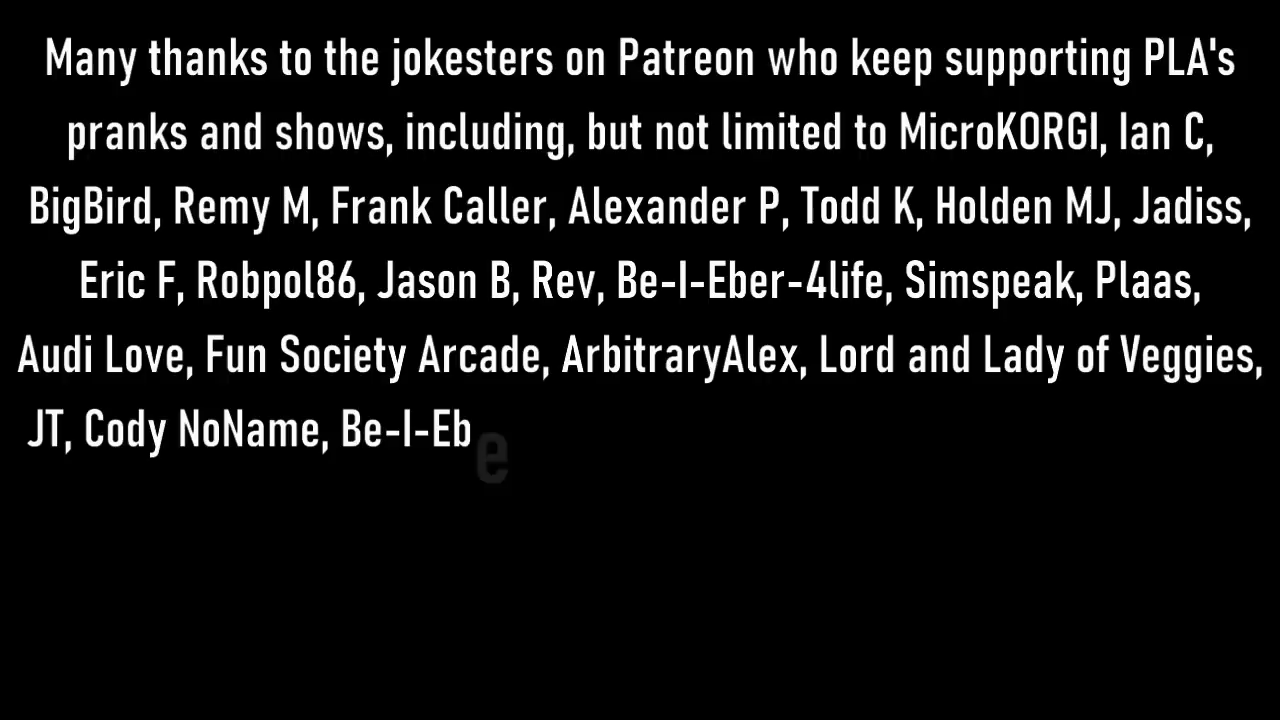 Many thanks to the jokesters on Patreon who keep supporting PLA's
pranks and shows, including, but not limited to MicroKORGI, Ian C,
BigBird, Remy M, Frank Caller, Alexander P, Todd K, Holden MJ, Jadiss,
Eric F, Robpol86, Jason B, Rev, Be-I-Eber-4life, Simspeak, Plaas,
Audi Love, Fun Society Arcade, ArbitraryAlex, Lord and Lady of Veggies,
JT, Cody NoName, Be-I-Ebe